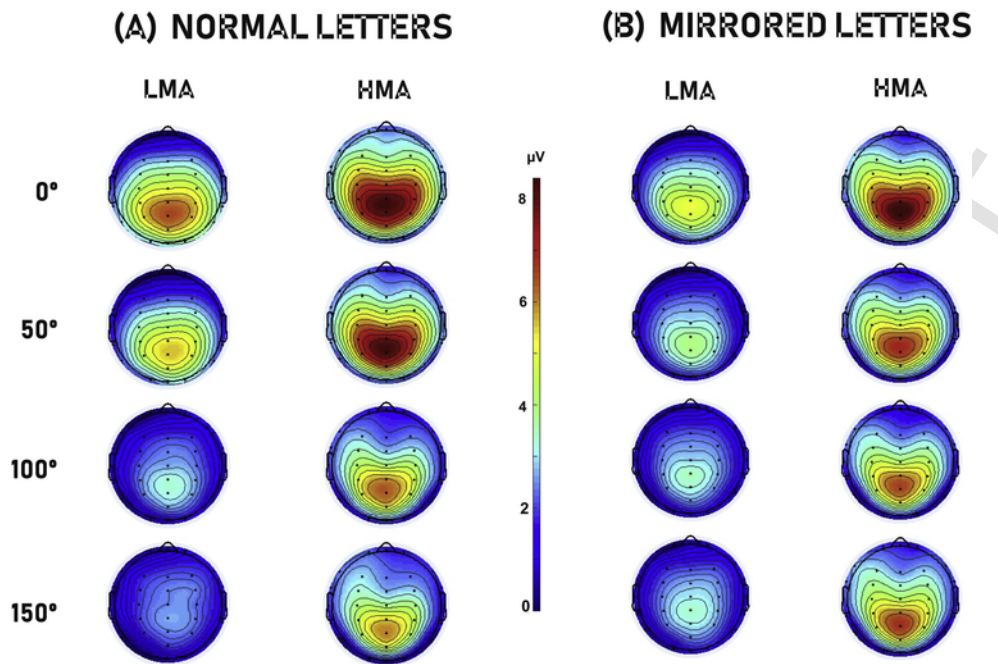 (A) NORMAL LETTERS (B) MIRRORED LETTERS
LMA HMA LMA HMA
µV
0° 8
50° 6
100° 4
2
150° 0